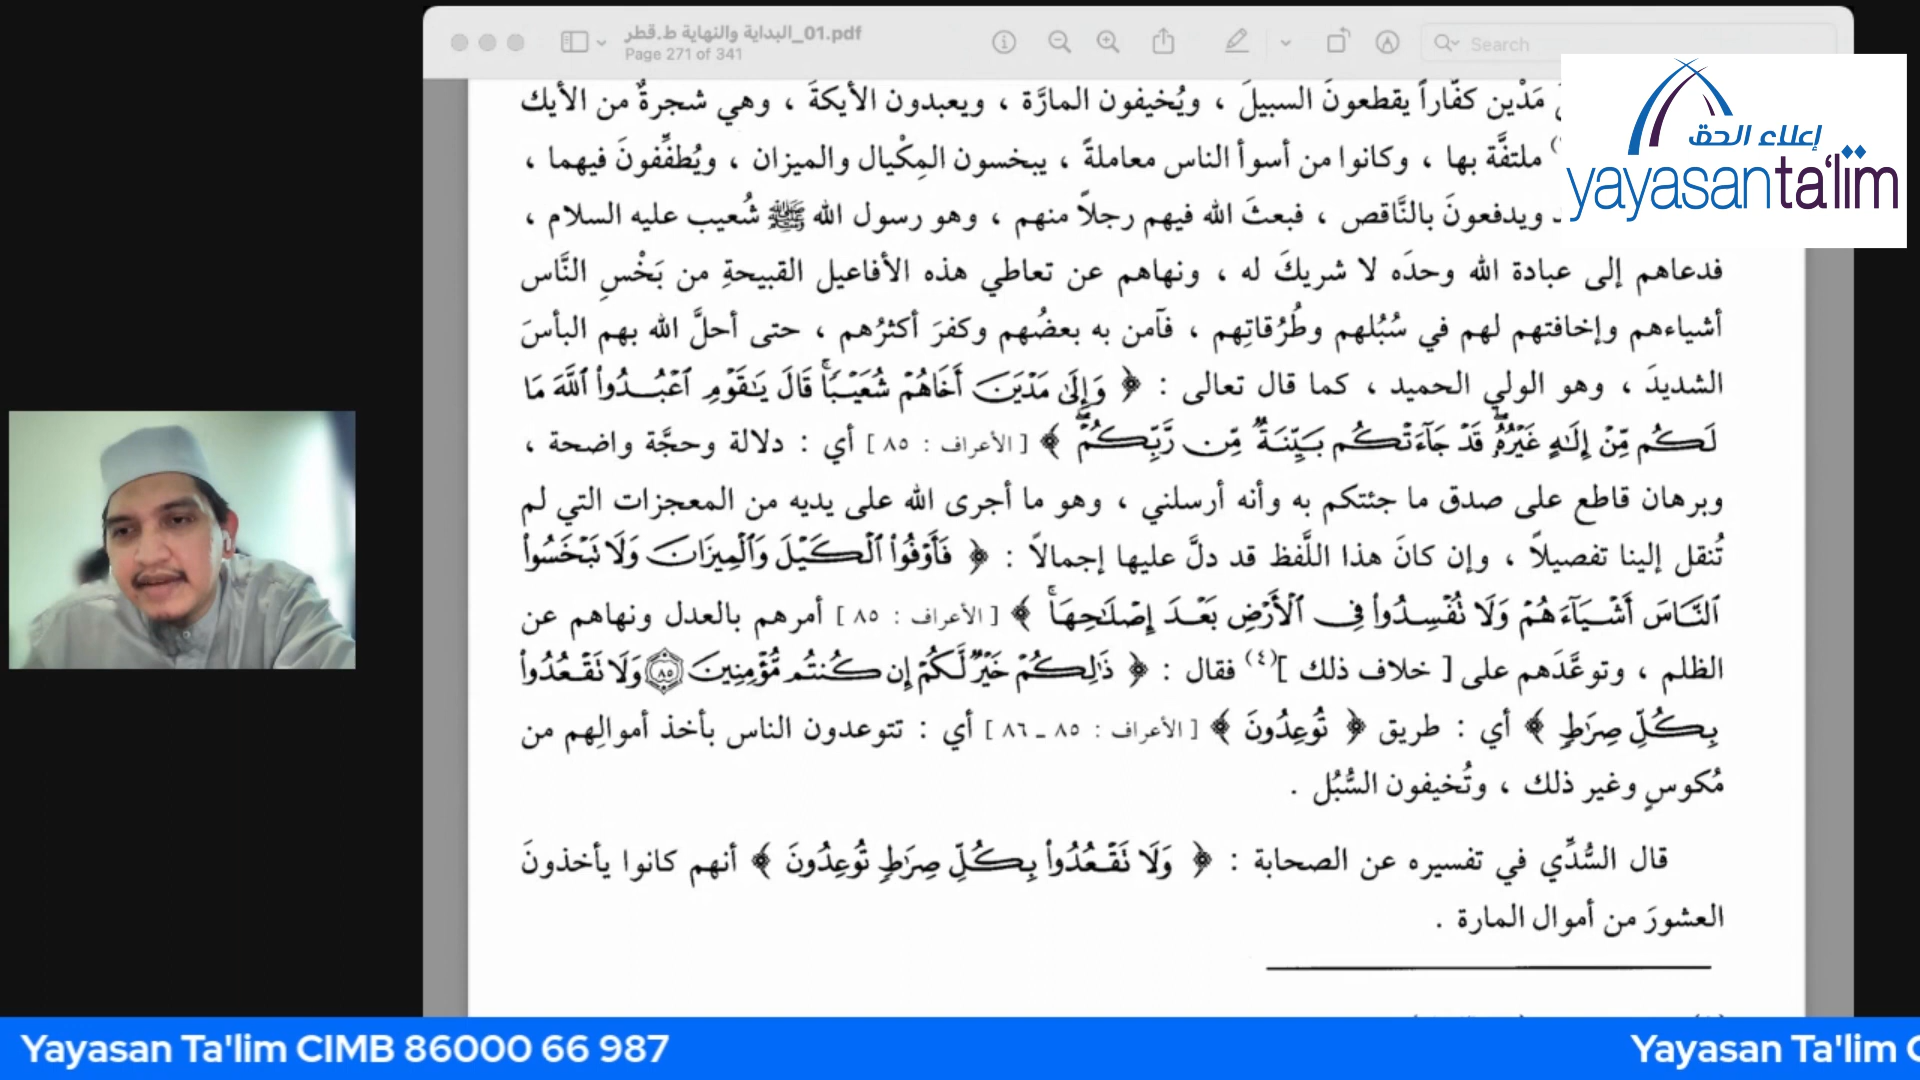 البداية والنهاية ط.قطر_01.pdf
Page 271 of 341
Search
إعلاء الحق
yayasanta'lim
مَدْين كفّاراً يقطعونَ السبيلَ ، ويُخيفون المارَّة ، ويعبدون الأيكةَ ، وهي شجرةٌ من الأيك
ملتفَّة بها ، وكانوا من أسوأ الناس معاملةً ، يبخسون المِكْيال والميزان ، ويُطفِّفونَ فيهما ،
ويدفعونَ بالنَّاقص ، فبعثَ الله فيهم رجلاً منهم ، وهو رسول الله ﷺ شُعيب عليه السلام ،
فدعاهم إلى عبادة الله وحدَه لا شريكَ له ، ونهاهم عن تعاطي هذه الأفاعيل القبيحةِ من بَخْسِ النَّاس
أشياءهم وإخافتهم لهم في سُبُلهم وطُرُقاتِهم ، فآمن به بعضُهم وكفرَ أكثرُهم ، حتى أحلَّ الله بهم البأسَ
الشديدَ ، وهو الولي الحميد ، كما قال تعالى : ﴿ وَإِلَىٰ مَدْيَنَ أَخَاهُمْ شُعَيْبًا ۚ قَالَ يَٰقَوْمِ ٱعْبُدُوا۟ ٱللَّهَ مَا
لَكُم مِّنْ إِلَٰهٍ غَيْرُهُۥ ۖ قَدْ جَآءَتْكُم بَيِّنَةٌ مِّن رَّبِّكُمْ ۖ ﴾ [ الأعراف : ٨٥ ] أي : دلالة وحجَّة واضحة ،
وبرهان قاطع على صدق ما جئتكم به وأنه أرسلني ، وهو ما أجرى الله على يديه من المعجزات التي لم
تُنقل إلينا تفصيلاً ، وإن كانَ هذا اللَّفظ قد دلَّ عليها إجمالاً : ﴿ فَأَوْفُوا۟ ٱلْكَيْلَ وَٱلْمِيزَانَ وَلَا تَبْخَسُوا۟
ٱلنَّاسَ أَشْيَآءَهُمْ وَلَا تُفْسِدُوا۟ فِى ٱلْأَرْضِ بَعْدَ إِصْلَٰحِهَا ۚ ﴾ [ الأعراف : ٨٥ ] أمرهم بالعدل ونهاهم عن
الظلم ، وتوعَّدَهم على [ خلاف ذلك ](٤) فقال : ﴿ ذَٰلِكُمْ خَيْرٌ لَّكُمْ إِن كُنتُم مُّؤْمِنِينَ ٨٥ وَلَا تَقْعُدُوا۟
بِكُلِّ صِرَٰطٍ ﴾ أي : طريق ﴿ تُوعِدُونَ ﴾ [ الأعراف : ٨٥ ـ ٨٦ ] أي : تتوعدون الناس بأخذ أموالِهم من
مُكوسٍ وغير ذلك ، وتُخيفون السُّبُل .
قال السُّدِّي في تفسيره عن الصحابة : ﴿ وَلَا تَقْعُدُوا۟ بِكُلِّ صِرَٰطٍ تُوعِدُونَ ﴾ أنهم كانوا يأخذونَ
العشورَ من أموال المارة .
Yayasan Ta'lim CIMB 86000 66 987
Yayasan Ta'lim